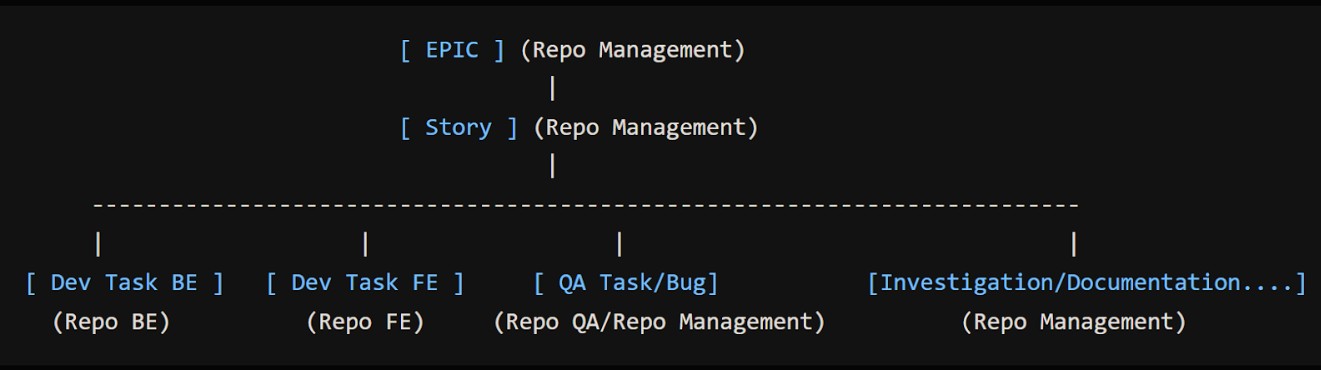 [ EPIC ] (Repo Management)
|
[ Story ] (Repo Management)
|
---------------------------------------------------------------------------
| | | |
[ Dev Task BE ] [ Dev Task FE ] [ QA Task/Bug] [Investigation/Documentation....]
(Repo BE) (Repo FE) (Repo QA/Repo Management) (Repo Management)